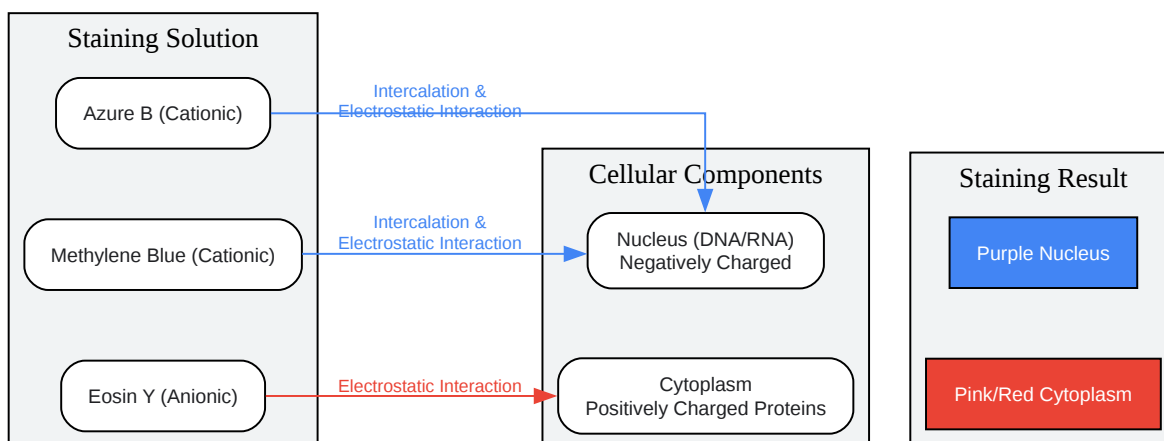 Staining Solution
Azure B (Cationic)
Intercalation &
Electrostatic Interaction
Methylene Blue (Cationic)
Intercalation &
Electrostatic Interaction
Eosin Y (Anionic)
Electrostatic Interaction
Cellular Components
Nucleus (DNA/RNA)
Negatively Charged
Cytoplasm
Positively Charged Proteins
Staining Result
Purple Nucleus
Pink/Red Cytoplasm